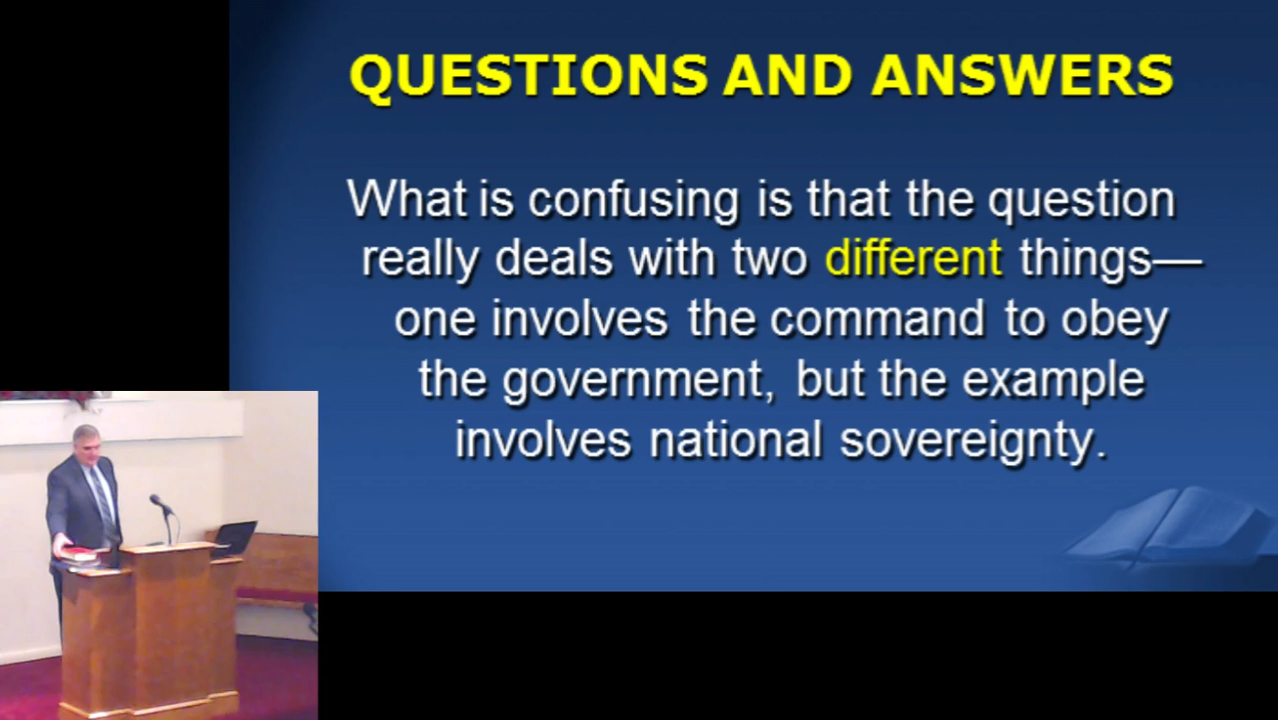 QUESTIONS AND ANSWERS
What is confusing is that the question
really deals with two different things—
one involves the command to obey
the government, but the example
involves national sovereignty.